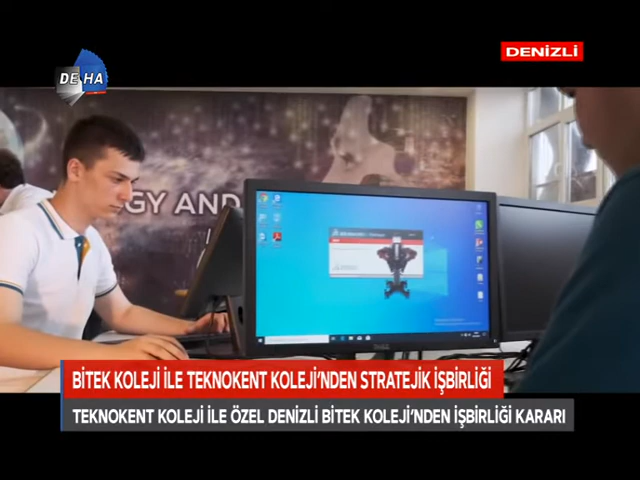 DEHA
DENİZLİ
GY AND
DELL
BİTEK KOLEJİ İLE TEKNOKENT KOLEJİ'NDEN STRATEJİK İŞBİRLİĞİ
TEKNOKENT KOLEJİ İLE ÖZEL DENİZLİ BİTEK KOLEJİ'NDEN İŞBİRLİĞİ KARARI